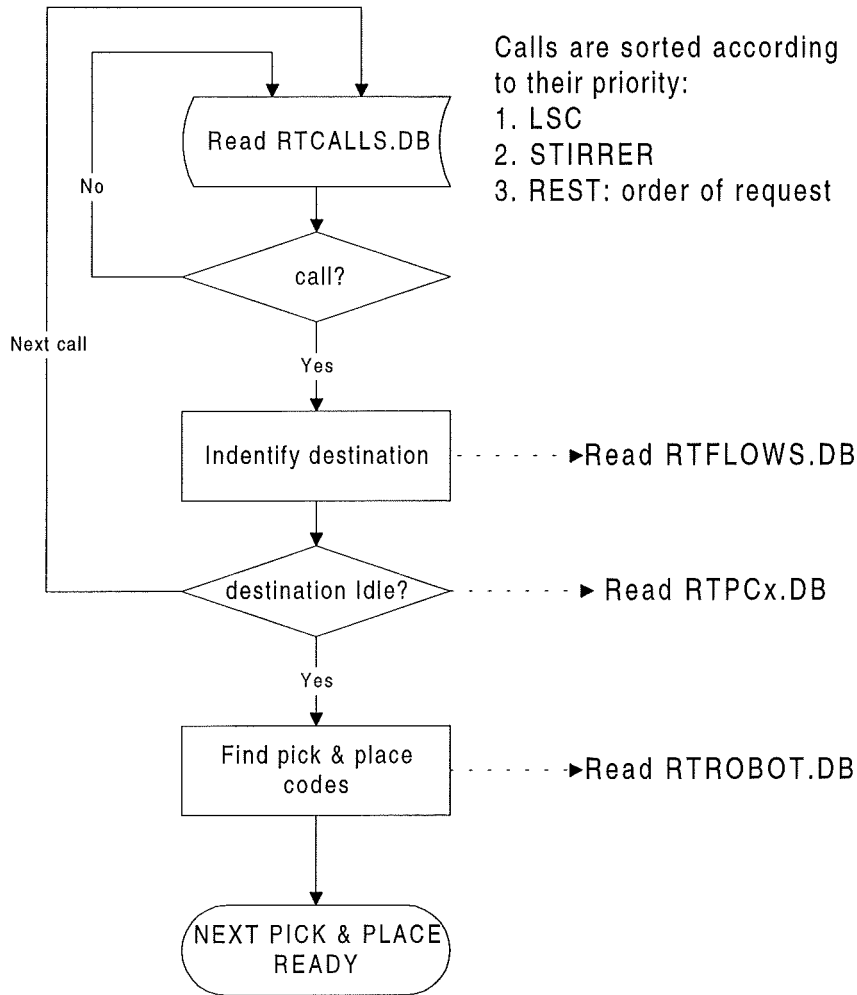 Calls are sorted according
to their priority:
1. LSC
2. STIRRER
3. REST: order of request
Read RTCALLS.DB
No
call?
Next call
Yes
Indentify destination
Read RTFLOWS.DB
destination Idle?
Read RTPCx.DB
Yes
Find pick & place
codes
Read RTROBOT.DB
NEXT PICK & PLACE
READY